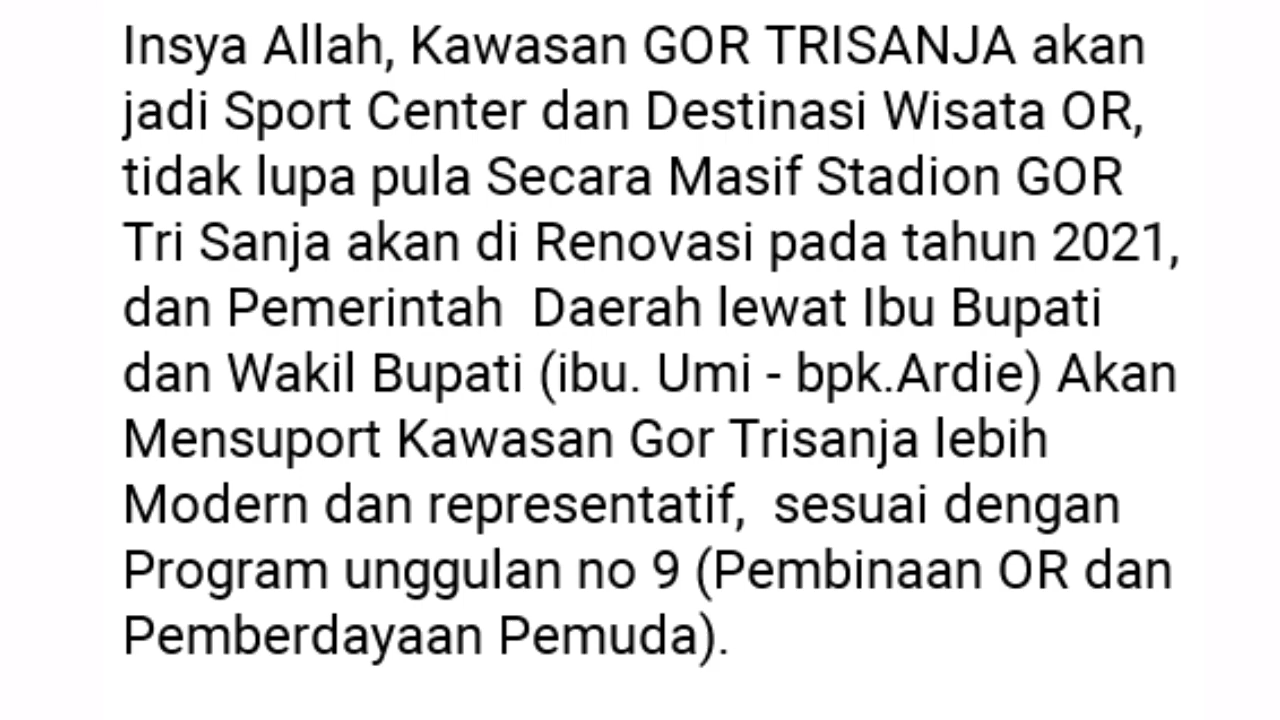 Insya Allah, Kawasan GOR TRISANJA akan
jadi Sport Center dan Destinasi Wisata OR,
tidak lupa pula Secara Masif Stadion GOR
Tri Sanja akan di Renovasi pada tahun 2021,
dan Pemerintah  Daerah lewat Ibu Bupati
dan Wakil Bupati (ibu. Umi - bpk.Ardie) Akan
Mensuport Kawasan Gor Trisanja lebih
Modern dan representatif,  sesuai dengan
Program unggulan no 9 (Pembinaan OR dan
Pemberdayaan Pemuda).